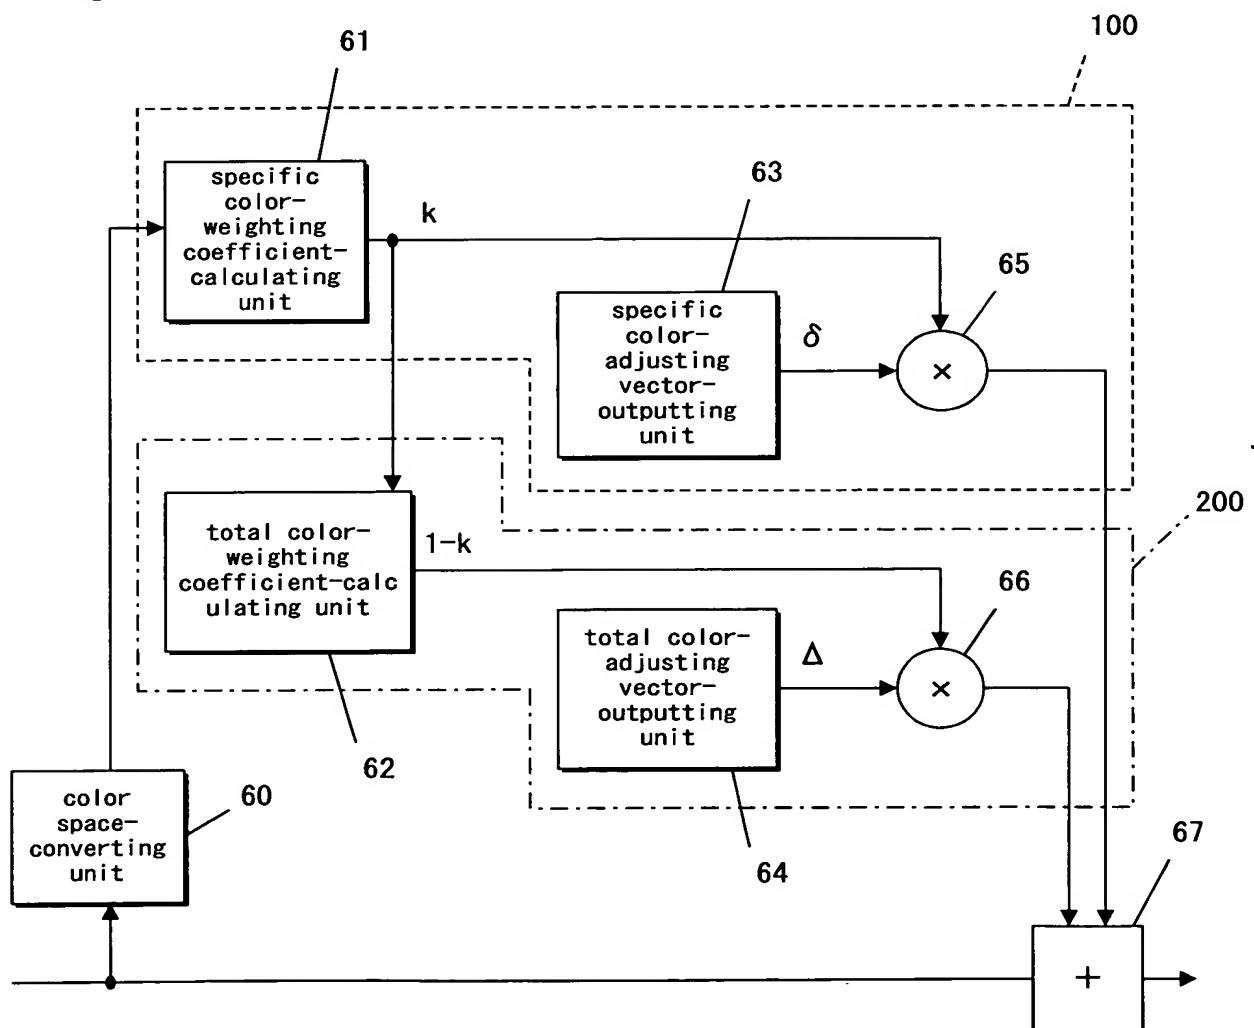 100
61
specific
color-
weighting
coefficient-
calculating
unit
k
63
specific
color-
adjusting
vector-
outputting
unit
δ
65
×
200
total color-
weighting
coefficient-calc
ulating unit
1-k
62
total color-
adjusting
vector-
outputting
unit
Δ
66
×
64
color
space-
converting
unit
60
67
+